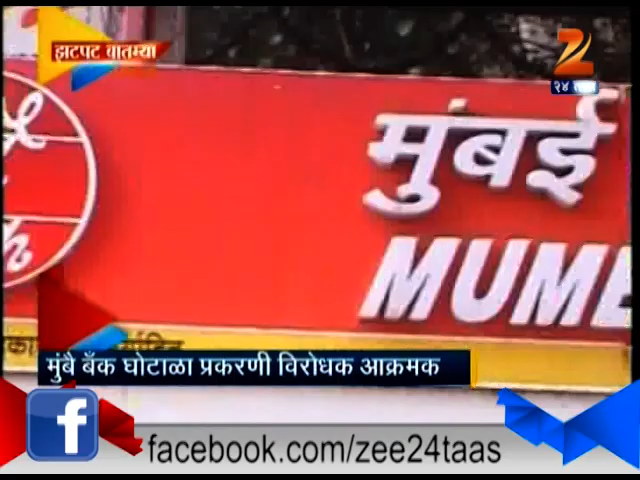 झटपट बातम्या
२४ तास
मुंबई
MUMB
मुंबै बँक घोटाळा प्रकरणी विरोधक आक्रमक
facebook.com/zee24taas